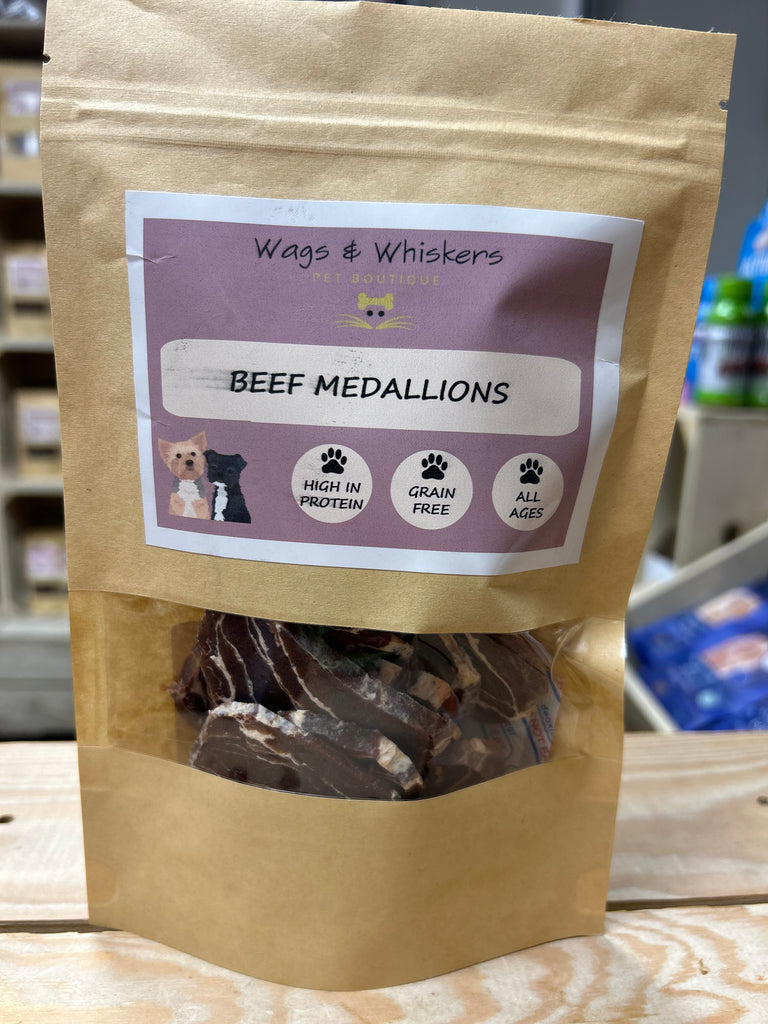 Wags & Whiskers
PET BOUTIQUE
BEEF MEDALLIONS
HIGH IN
PROTEIN
GRAIN
FREE
ALL
AGES